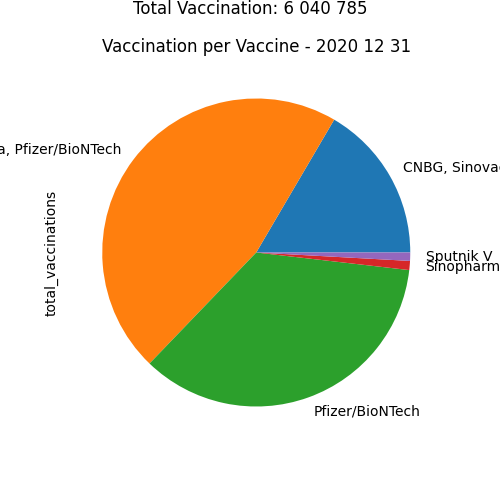 Total Vaccination: 6 040 785
Vaccination per Vaccine - 2020 12 31
Pfizer/BioNTech
CNBG,
total_vaccinations
Sputnik V
Sinopharm
Pfizer/BioNTech